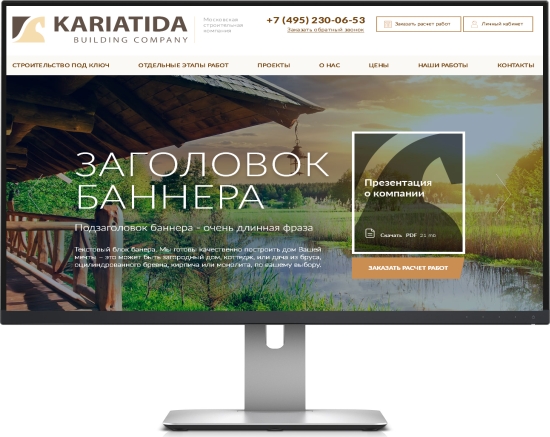 KARIATIDA
BUILDING COMPANY
Московская
строительная
компания
+7 (495) 230-06-53
Заказать обратный звонок
Заказать расчет работ
Личный кабинет
СТРОИТЕЛЬСТВО ПОД КЛЮЧ
ОТДЕЛЬНЫЕ ЭТАПЫ РАБОТ
ПРОЕКТЫ
О НАС
ЦЕНЫ
НАШИ РАБОТЫ
КОНТАКТЫ
ЗАГОЛОВОК
БАННЕРА
Подзаголовок баннера - очень длинная фраза
Текстовый блок банера. Мы готовы качественно построить дом Вашей
мечты – это может быть загородный дом, коттедж, или дача из бруса,
оцилиндрованного бревна, кирпича или монолита, по вашему выбору.
Презентация
о компании
Скачать PDF 21 mb
ЗАКАЗАТЬ РАСЧЕТ РАБОТ